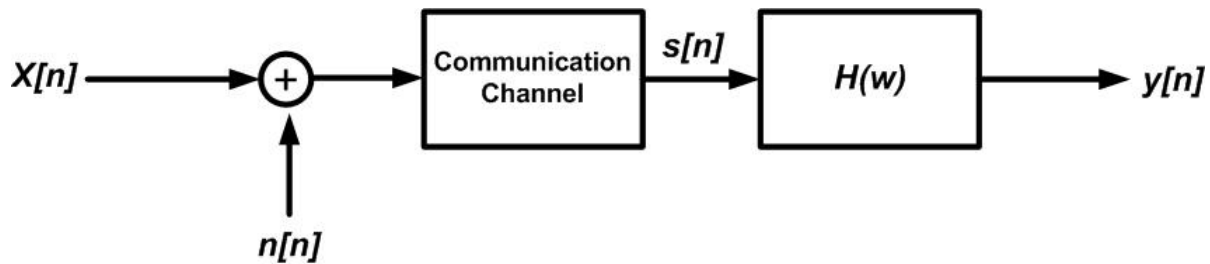 X[n]
+
n[n]
Communication
Channel
s[n]
H(w)
y[n]